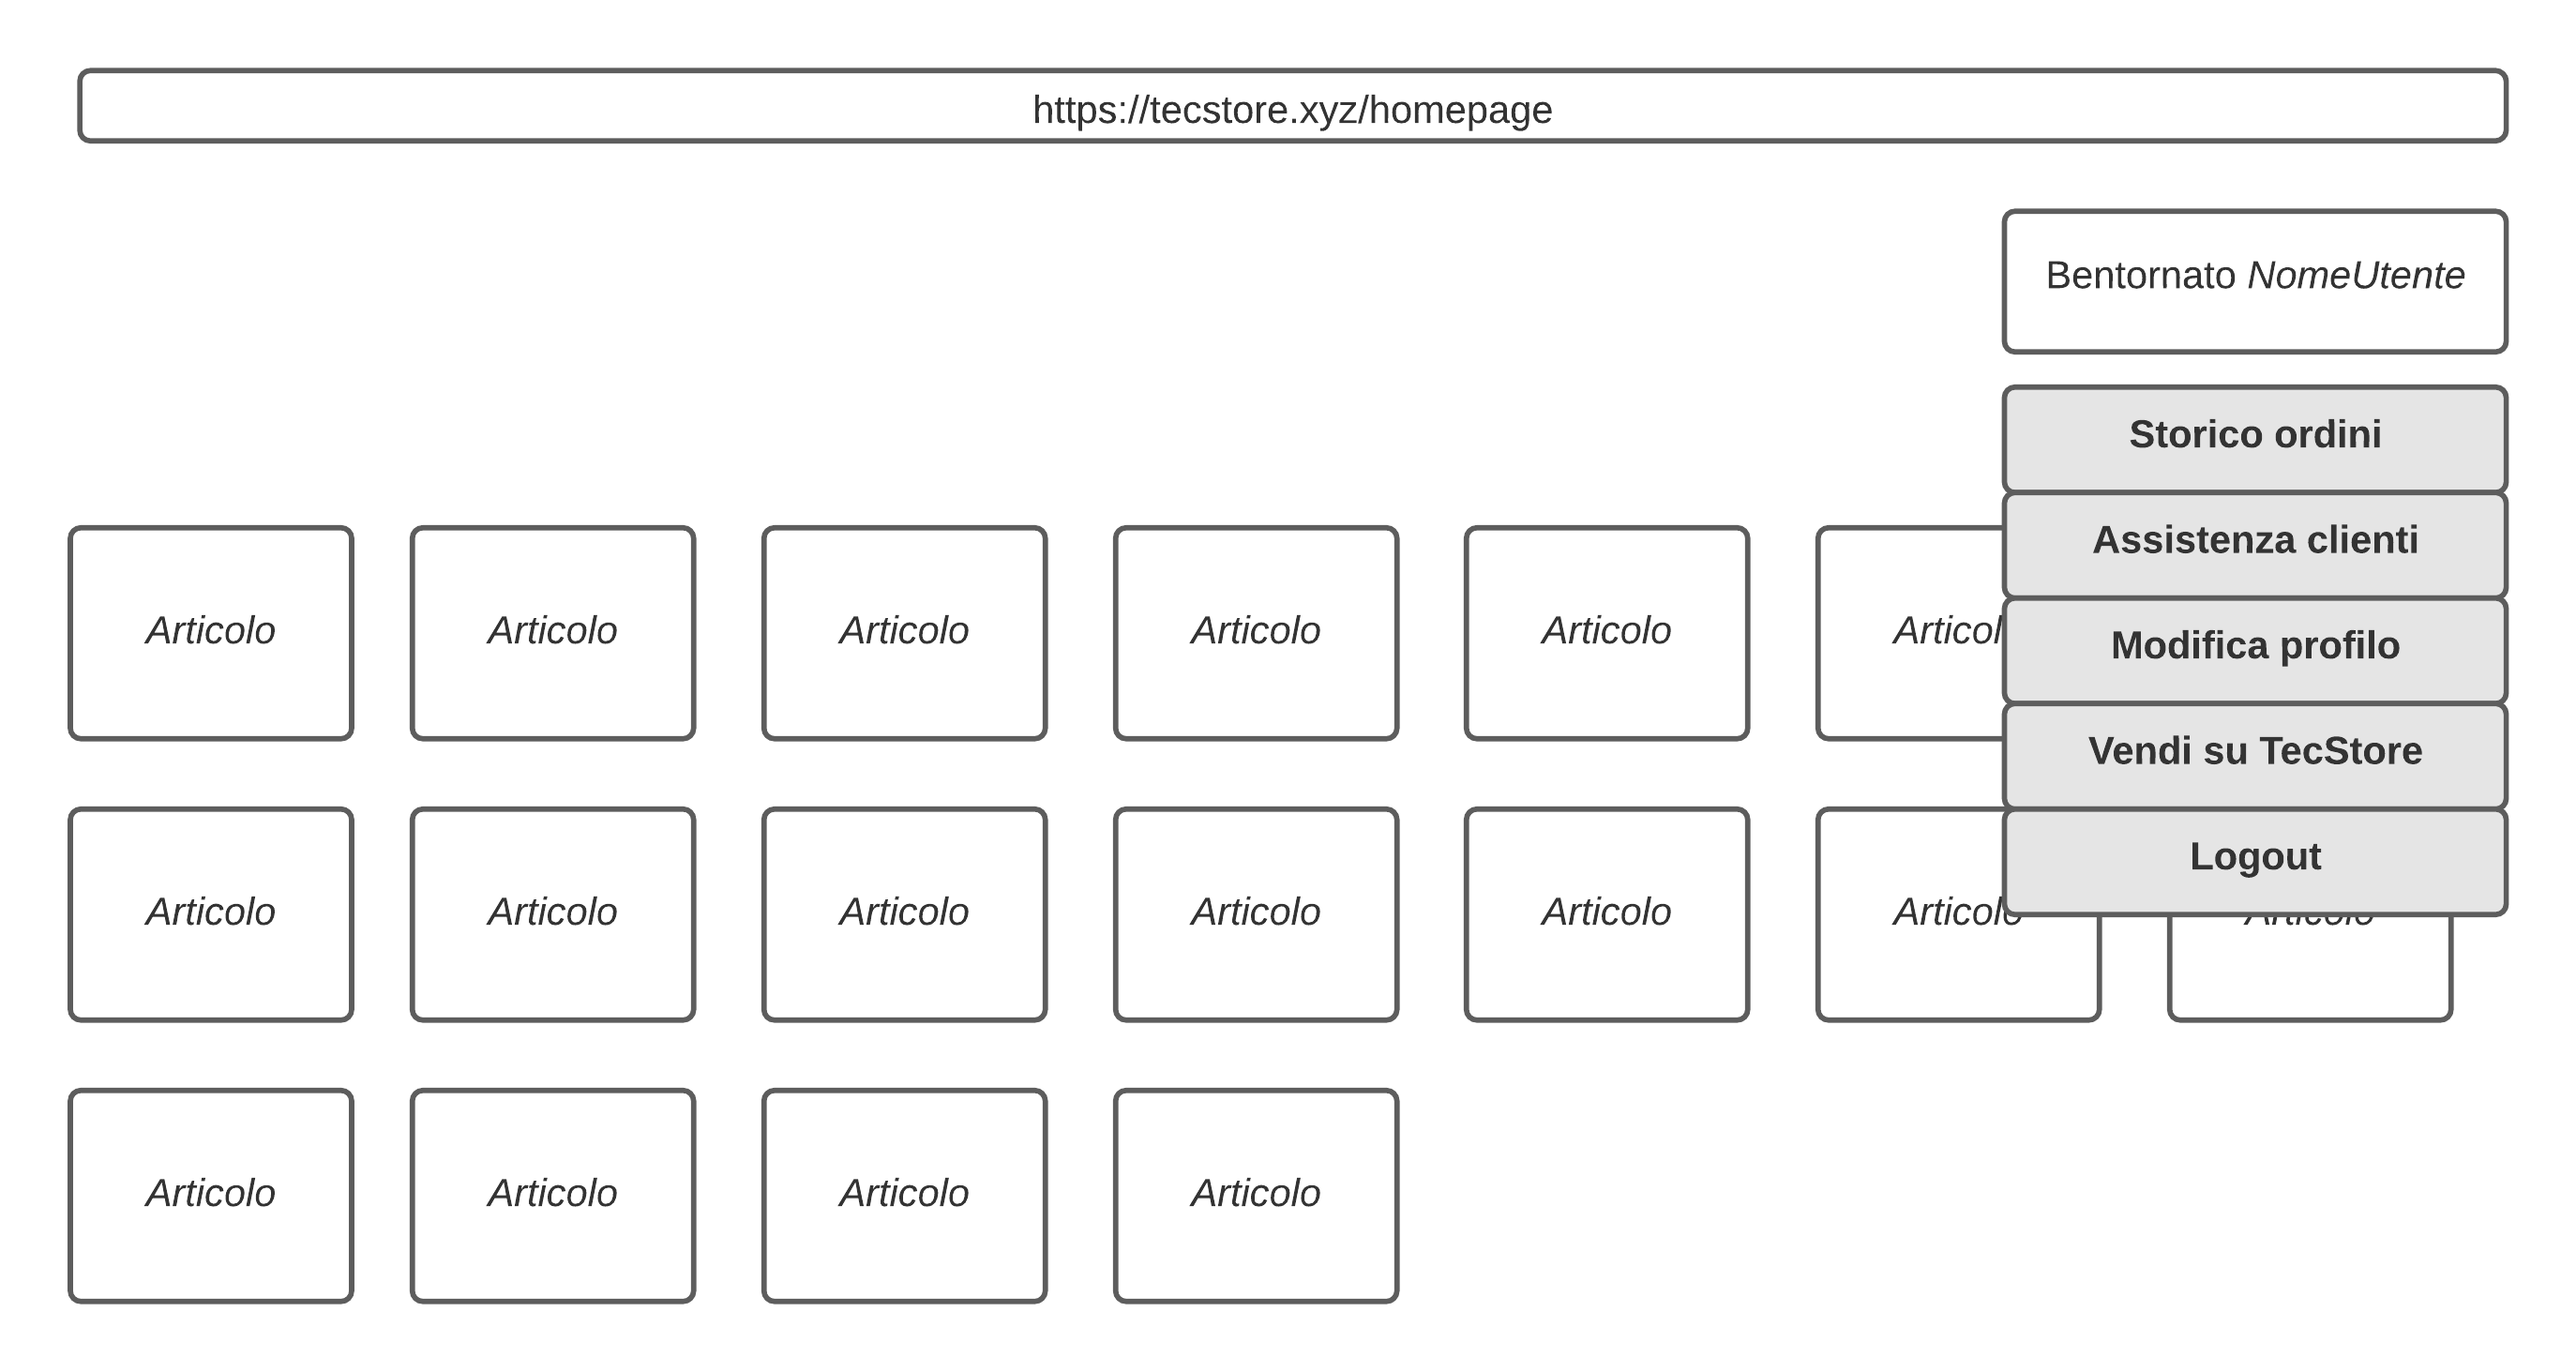 https://tecstore.xyz/homepage
Bentornato NomeUtente
Storico ordini
Assistenza clienti
Modifica profilo
Vendi su TecStore
Logout
Articolo Articolo Articolo Articolo Articolo Articol
Articolo Articolo Articolo Articolo Articolo Articolo Articolo
Articolo Articolo Articolo Articolo